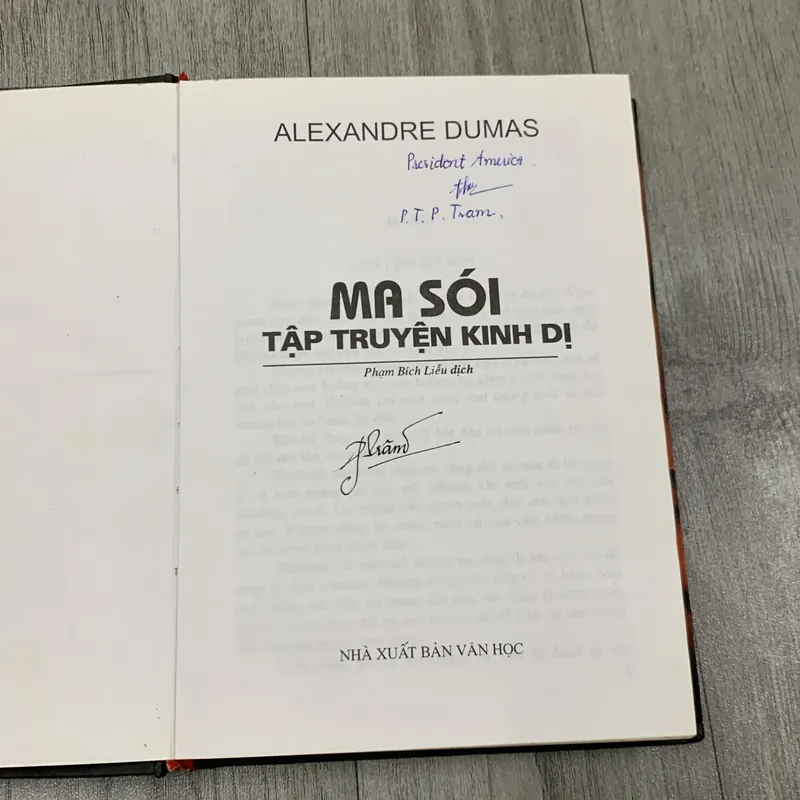 ALEXANDRE DUMAS
President America.
P. T. P. Tram.
MA SÓI
TẬP TRUYỆN KINH DỊ
Phạm Bích Liễu dịch
NHÀ XUẤT BẢN VĂN HỌC